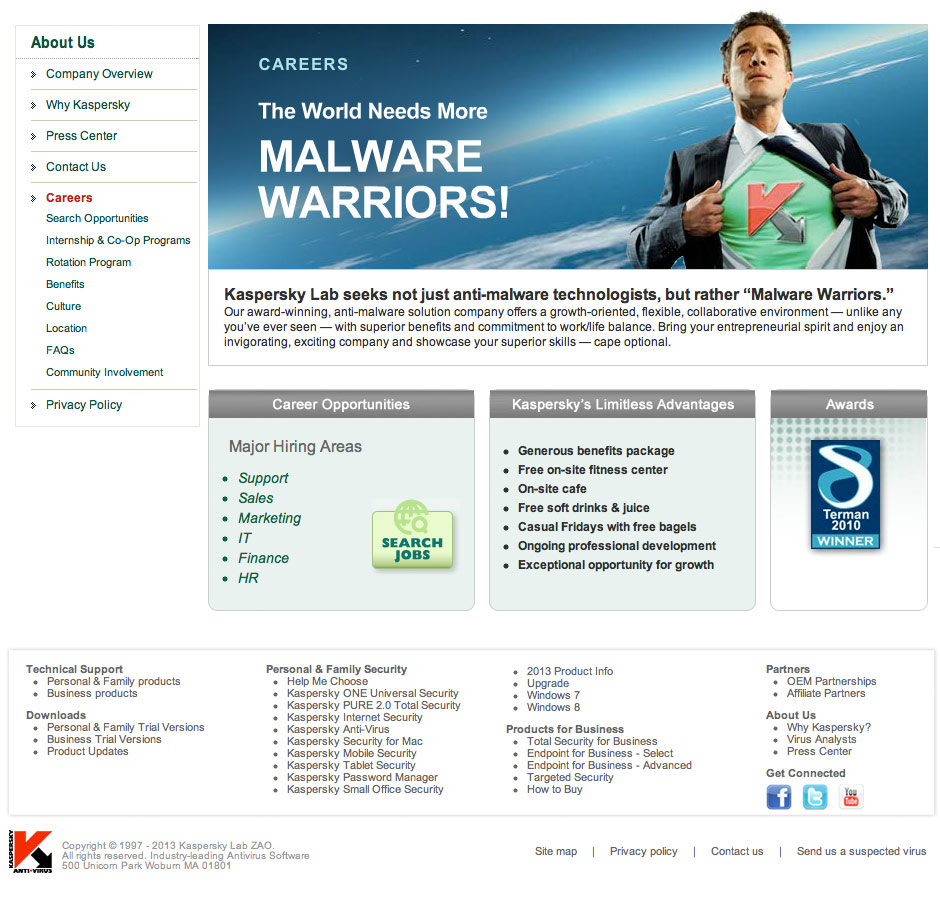 About Us
Company Overview
Why Kaspersky
Press Center
Contact Us
Careers
Search Opportunities
Internship & Co-Op Programs
Rotation Program
Benefits
Culture
Location
FAQs
Community Involvement
Privacy Policy
CAREERS
The World Needs More
MALWARE
WARRIORS!
Kaspersky Lab seeks not just anti-malware technologists, but rather “Malware Warriors.”
Our award-winning, anti-malware solution company offers a growth-oriented, flexible, collaborative environment — unlike any
you’ve ever seen — with superior benefits and commitment to work/life balance. Bring your entrepreneurial spirit and enjoy an
invigorating, exciting company and showcase your superior skills — cape optional.
Career Opportunities
Major Hiring Areas
Support
Sales
Marketing
IT
Finance
HR
SEARCH
JOBS
Kaspersky’s Limitless Advantages
Generous benefits package
Free on-site fitness center
On-site cafe
Free soft drinks & juice
Casual Fridays with free bagels
Ongoing professional development
Exceptional opportunity for growth
Awards
Terman
2010
WINNER
Technical Support
Personal & Family products
Business products
Downloads
Personal & Family Trial Versions
Business Trial Versions
Product Updates
Personal & Family Security
Help Me Choose
Kaspersky ONE Universal Security
Kaspersky PURE 2.0 Total Security
Kaspersky Internet Security
Kaspersky Anti-Virus
Kaspersky Security for Mac
Kaspersky Mobile Security
Kaspersky Tablet Security
Kaspersky Password Manager
Kaspersky Small Office Security
2013 Product Info
Upgrade
Windows 7
Windows 8
Products for Business
Total Security for Business
Endpoint for Business - Select
Endpoint for Business - Advanced
Targeted Security
How to Buy
Partners
OEM Partnerships
Affiliate Partners
About Us
Why Kaspersky?
Virus Analysts
Press Center
Get Connected
You
Tube
KASPERSKY
ANTI-VIRUS
Copyright © 1997 - 2013 Kaspersky Lab ZAO.
All rights reserved. Industry-leading Antivirus Software
500 Unicorn Park Woburn MA 01801
Site map | Privacy policy | Contact us | Send us a suspected virus